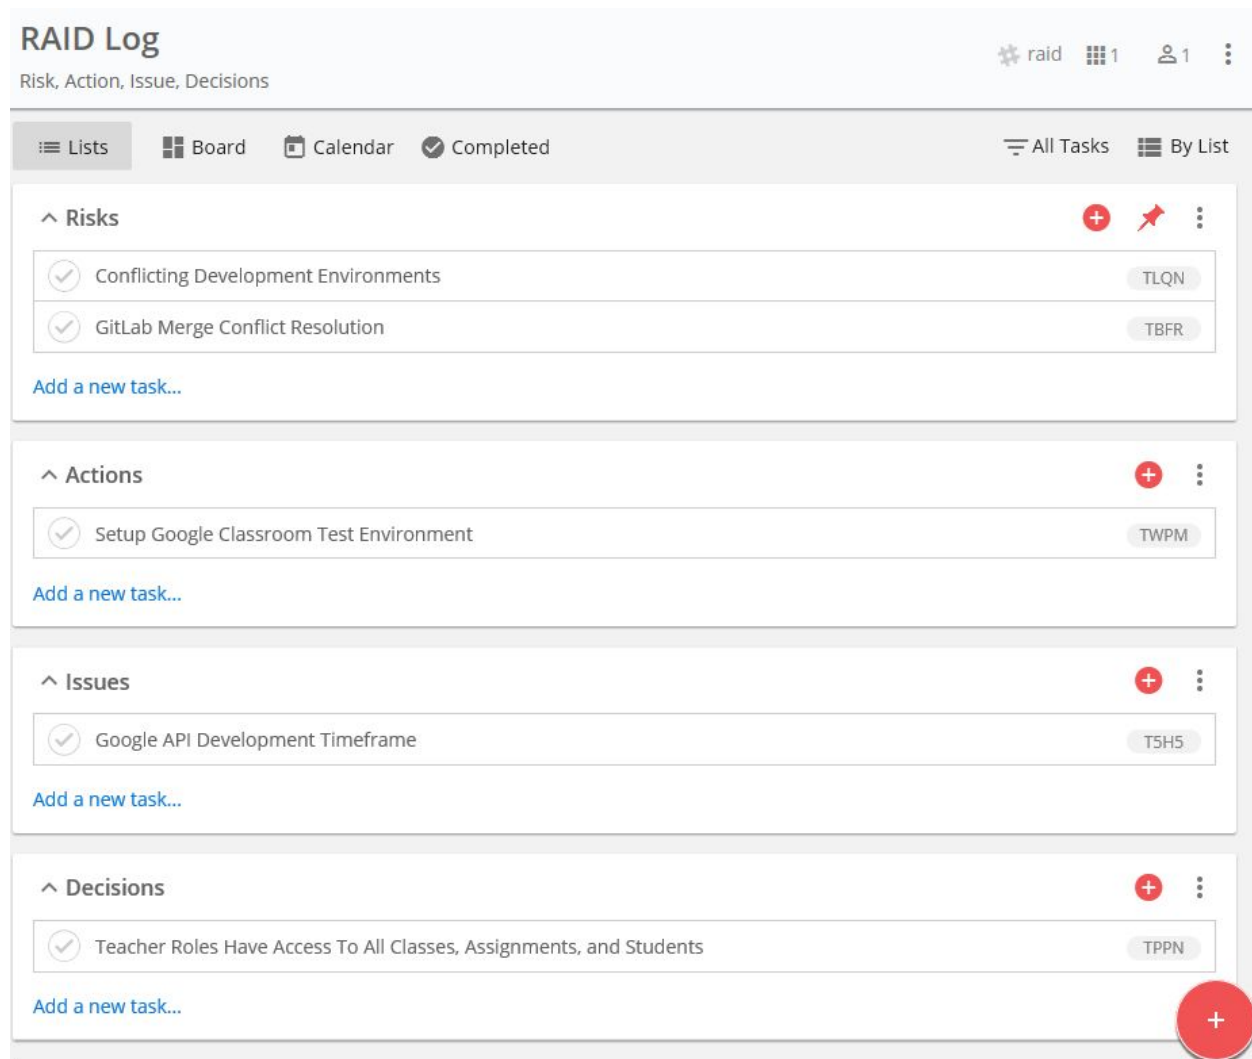 RAID Log
raid 1 1
Risk, Action, Issue, Decisions
Lists Board Calendar Completed All Tasks By List
Risks
Conflicting Development Environments TLQN
GitLab Merge Conflict Resolution TBFR
Add a new task...
Actions
Setup Google Classroom Test Environment TWPM
Add a new task...
Issues
Google API Development Timeframe T5H5
Add a new task...
Decisions
Teacher Roles Have Access To All Classes, Assignments, and Students TPPN
Add a new task...